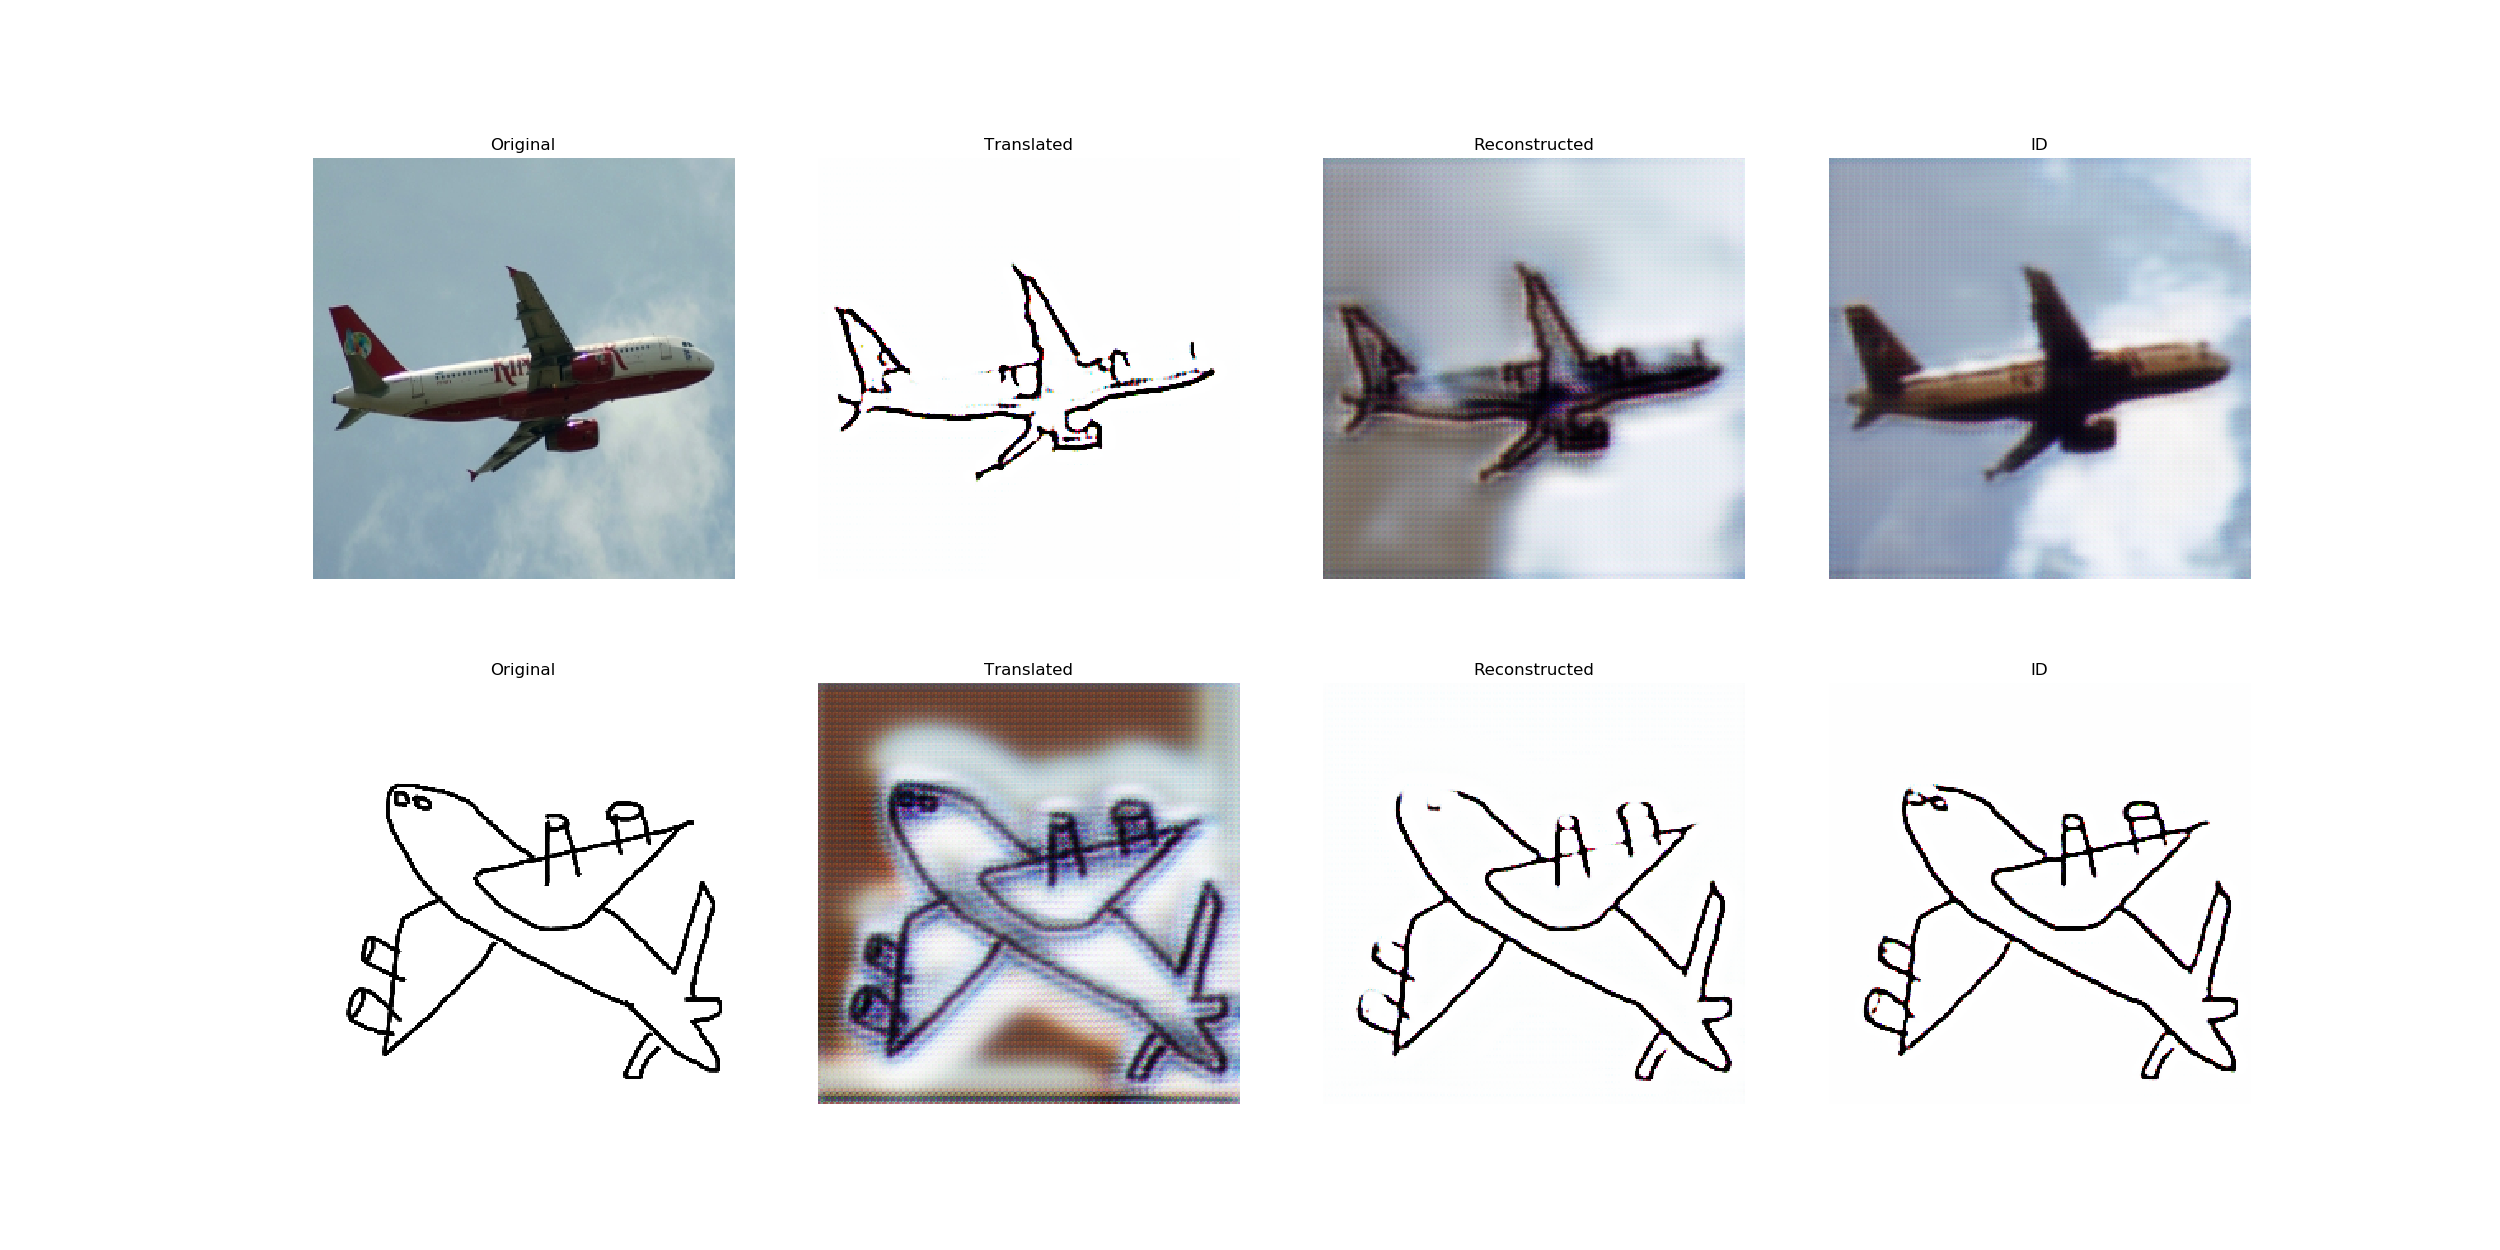 Original
Translated
Reconstructed
ID
Original
Translated
Reconstructed
ID